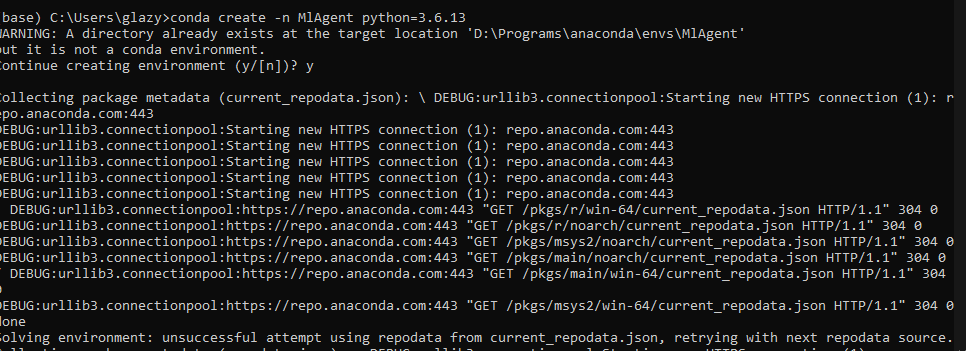 base) C:\Users\glazy>conda create -n MlAgent python=3.6.13
WARNING: A directory already exists at the target location 'D:\Programs\anaconda\envs\MlAgent'
but it is not a conda environment.
Continue creating environment (y/[n])? y
Collecting package metadata (current_repodata.json): \ DEBUG:urllib3.connectionpool:Starting new HTTPS connection (1): r
epo.anaconda.com:443
DEBUG:urllib3.connectionpool:Starting new HTTPS connection (1): repo.anaconda.com:443
DEBUG:urllib3.connectionpool:Starting new HTTPS connection (1): repo.anaconda.com:443
DEBUG:urllib3.connectionpool:Starting new HTTPS connection (1): repo.anaconda.com:443
DEBUG:urllib3.connectionpool:Starting new HTTPS connection (1): repo.anaconda.com:443
DEBUG:urllib3.connectionpool:Starting new HTTPS connection (1): repo.anaconda.com:443
DEBUG:urllib3.connectionpool:https://repo.anaconda.com:443 "GET /pkgs/r/win-64/current_repodata.json HTTP/1.1" 304 0
DEBUG:urllib3.connectionpool:https://repo.anaconda.com:443 "GET /pkgs/r/noarch/current_repodata.json HTTP/1.1" 304 0
DEBUG:urllib3.connectionpool:https://repo.anaconda.com:443 "GET /pkgs/msys2/noarch/current_repodata.json HTTP/1.1" 304 0
DEBUG:urllib3.connectionpool:https://repo.anaconda.com:443 "GET /pkgs/main/noarch/current_repodata.json HTTP/1.1" 304 0
/ DEBUG:urllib3.connectionpool:https://repo.anaconda.com:443 "GET /pkgs/main/win-64/current_repodata.json HTTP/1.1" 304
0
DEBUG:urllib3.connectionpool:https://repo.anaconda.com:443 "GET /pkgs/msys2/win-64/current_repodata.json HTTP/1.1" 304 0
done
Solving environment: unsuccessful attempt using repodata from current_repodata.json, retrying with next repodata source.